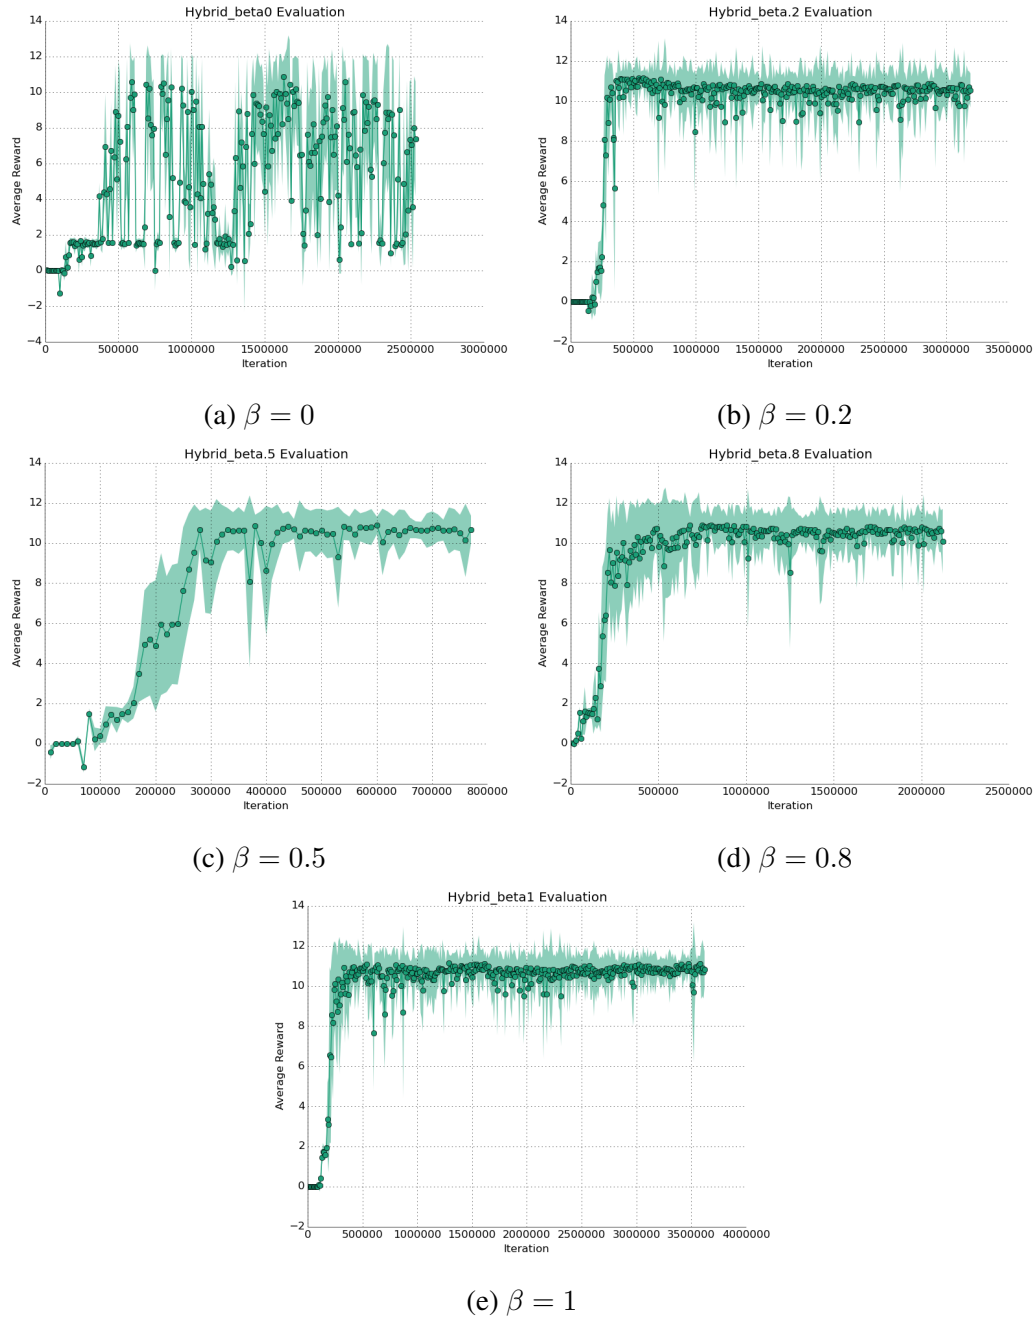 Hybrid_beta0 Evaluation
14
12
10
8
6
4
2
0
−2
−4
Average Reward
0 500000 1000000 1500000 2000000 2500000 3000000
Iteration
(a) β = 0
Hybrid_beta.2 Evaluation
14
12
10
8
6
4
2
0
−2
Average Reward
0 500000 1000000 1500000 2000000 2500000 3000000 3500000
Iteration
(b) β = 0.2
Hybrid_beta.5 Evaluation
14
12
10
8
6
4
2
0
−2
Average Reward
0 100000 200000 300000 400000 500000 600000 700000 800000
Iteration
(c) β = 0.5
Hybrid_beta.8 Evaluation
14
12
10
8
6
4
2
0
−2
Average Reward
0 500000 1000000 1500000 2000000 2500000
Iteration
(d) β = 0.8
Hybrid_beta1 Evaluation
14
12
10
8
6
4
2
0
−2
Average Reward
0 500000 1000000 1500000 2000000 2500000 3000000 3500000 4000000
Iteration
(e) β = 1